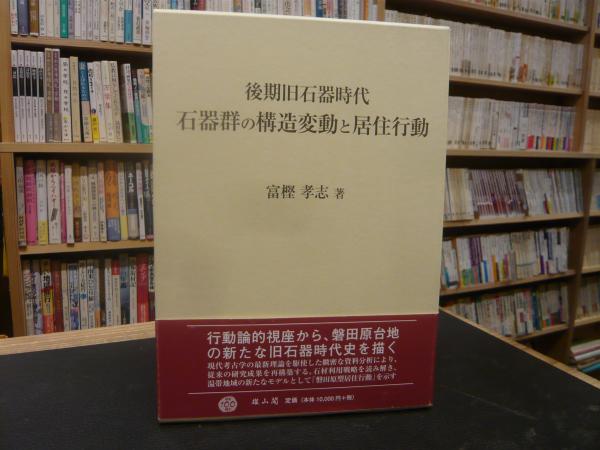 後期旧石器時代
石器群の構造変動と居住行動
富樫 孝志 著
行動論的視座から、磐田原台地
の新たな旧石器時代史を描く
現代考古学の最新理論を駆使した緻密な資料分析により、
従来の研究成果を再構築する。石材利用戦略を読み解き、
温帯地域の新たなモデルとして「磐田原型居住行動」を示す
100
雄山閣
定価(本体 10,000円+税)